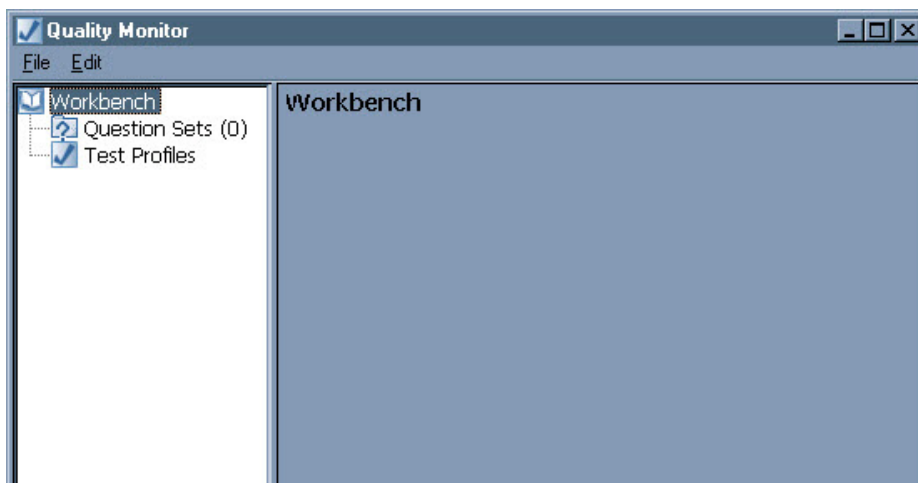 Quality Monitor
File Edit
Workbench
Question Sets (0)
Test Profiles
Workbench